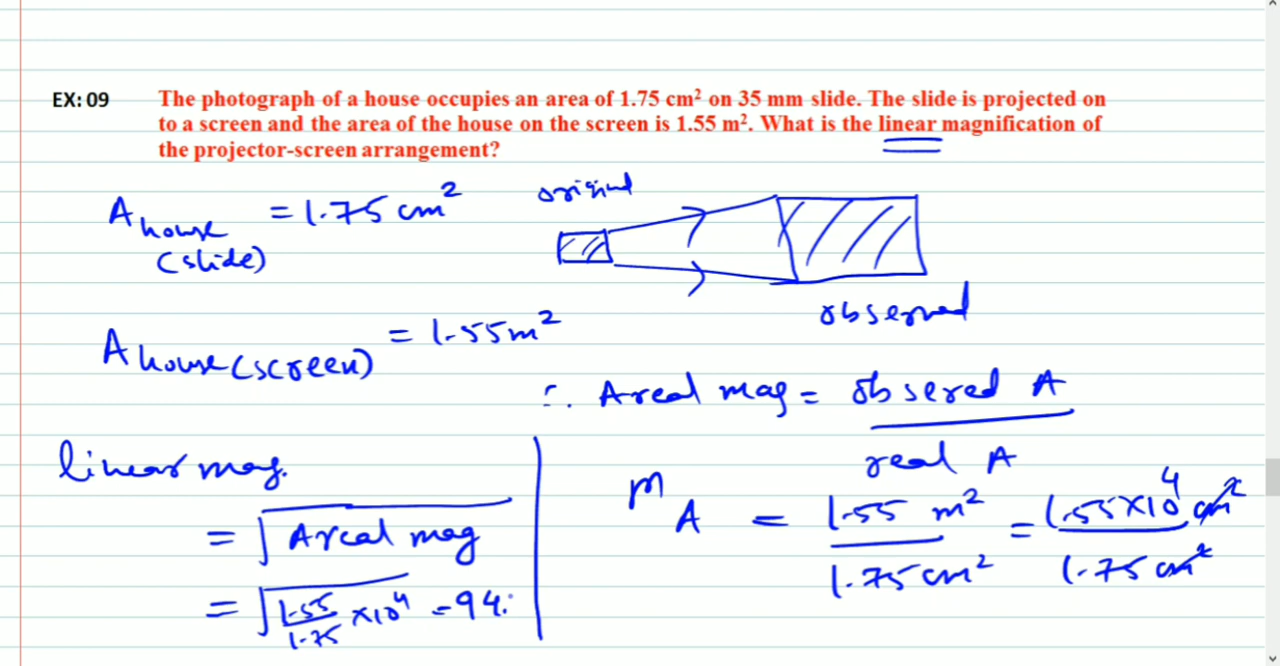 EX: 09 The photograph of a house occupies an area of 1.75 cm² on 35 mm slide. The slide is projected on
to a screen and the area of the house on the screen is 1.55 m². What is the linear magnification of
the projector-screen arrangement?
A house (slide) = 1.75 cm²
original
observed
A house (screen) = 1.55 m²
∴ Areal mag = obsered A / real A
m A = 1.55 m² / 1.75 cm² = 1.55×10⁴ cm² / 1.75 cm²
linear mag.
= √Areal mag
= √1.55/1.75 ×10⁴ = 94.